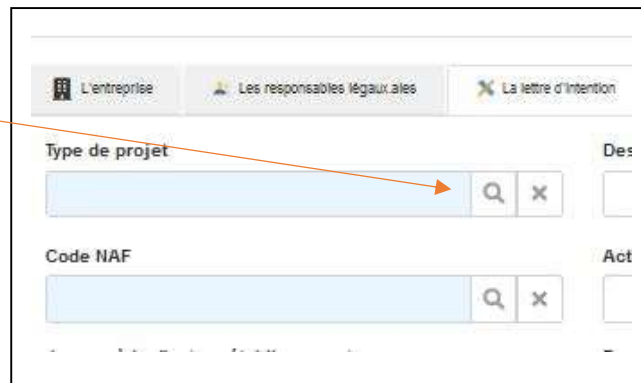 L'entreprise Les responsables légaux.ales La lettre d'intention
Type de projet Des
Code NAF Act